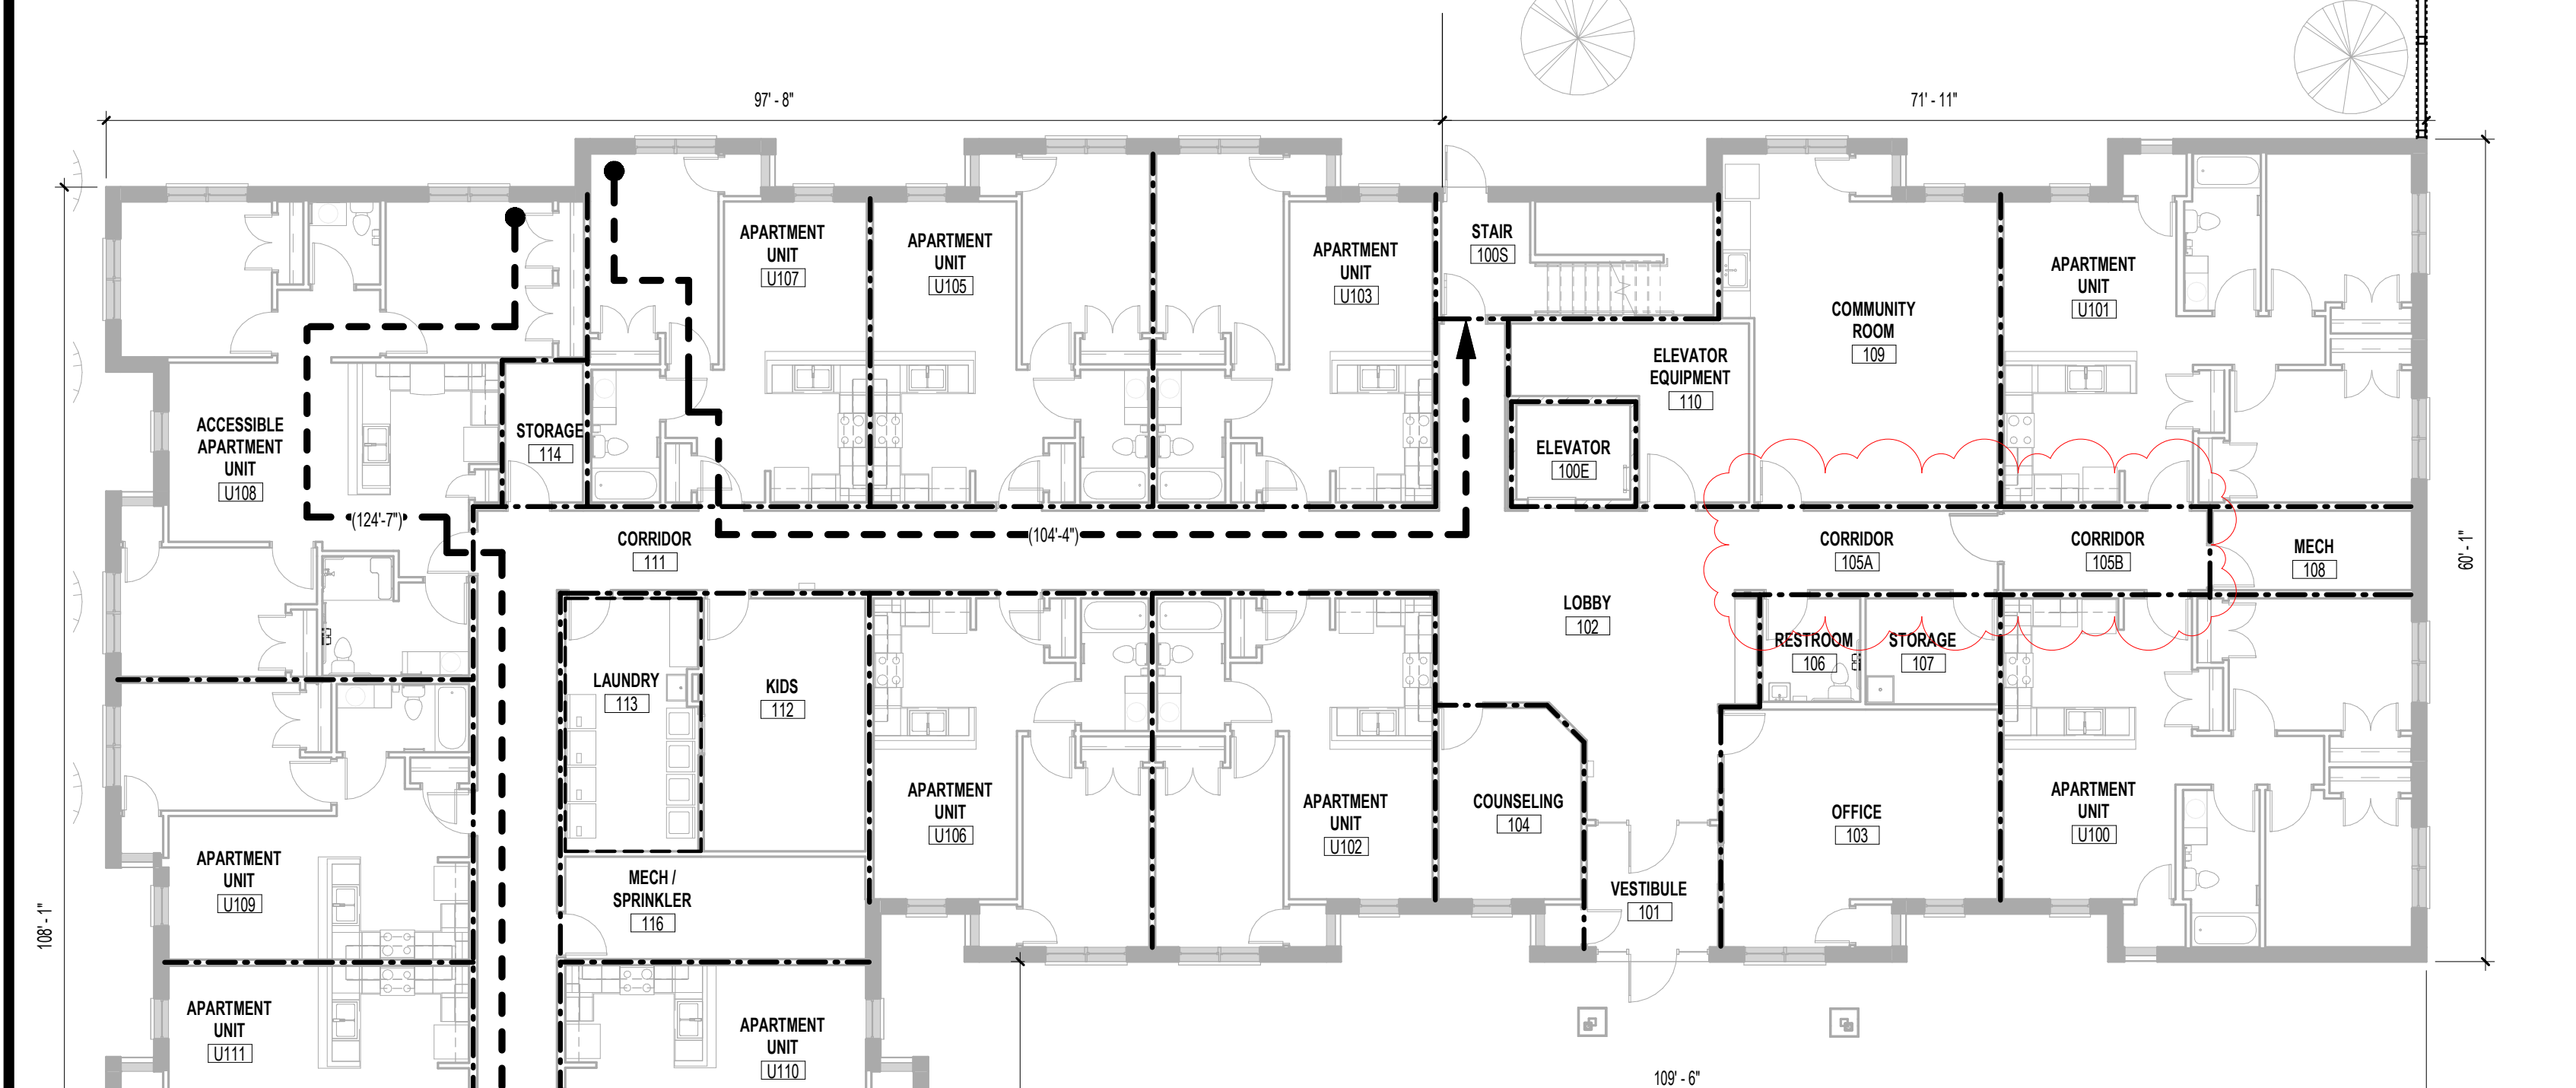 97' - 8"
71' - 11"
APARTMENT
UNIT
U107
APARTMENT
UNIT
U105
APARTMENT
UNIT
U103
STAIR
100S
COMMUNITY
ROOM
109
APARTMENT
UNIT
U101
ELEVATOR
EQUIPMENT
110
ACCESSIBLE
APARTMENT
UNIT
U108
STORAGE
114
ELEVATOR
100E
(124'-7")
(104'-4")
CORRIDOR
111
CORRIDOR
105A
CORRIDOR
105B
MECH
108
60' - 1"
LOBBY
102
RESTROOM
106
STORAGE
107
LAUNDRY
113
KIDS
112
APARTMENT
UNIT
U106
APARTMENT
UNIT
U102
COUNSELING
104
OFFICE
103
APARTMENT
UNIT
U100
APARTMENT
UNIT
U109
MECH /
SPRINKLER
116
VESTIBULE
101
108' - 1"
APARTMENT
UNIT
U111
APARTMENT
UNIT
U110
109' - 6"